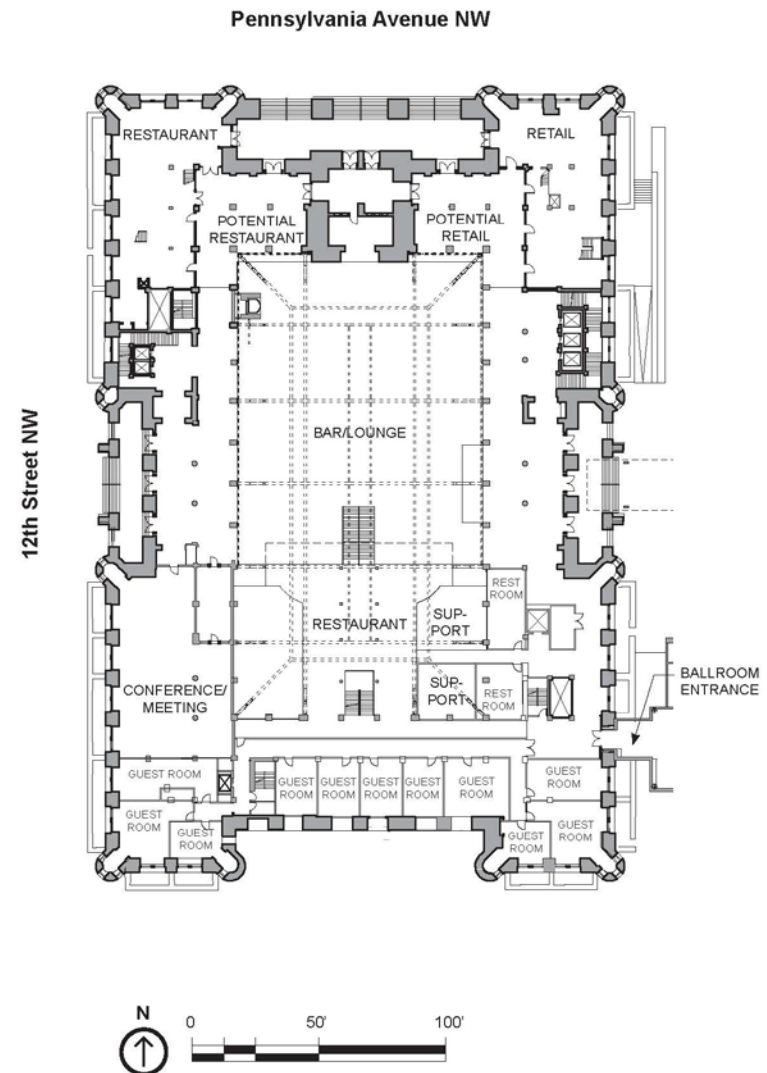 Pennsylvania Avenue NW
RESTAURANT
RETAIL
POTENTIAL
RESTAURANT
POTENTIAL
RETAIL
12th Street NW
BAR/LOUNGE
REST
ROOM
RESTAURANT
SUP-
PORT
CONFERENCE/
MEETING
SUP-
PORT
REST
ROOM
BALLROOM
ENTRANCE
GUEST ROOM
GUEST
ROOM
GUEST
ROOM
GUEST
ROOM
GUEST
ROOM
GUEST
ROOM
GUEST
ROOM
GUEST
ROOM
GUEST
ROOM
GUEST
ROOM
GUEST
ROOM
N
0 50' 100'